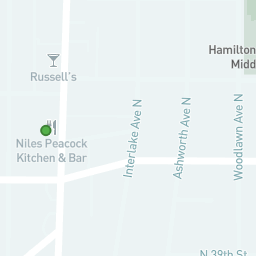 Hamilton
Midd
Russell's
Niles Peacock
Kitchen & Bar
Interlake Ave N
Ashworth Ave N
Woodlawn Ave N
N 39th St